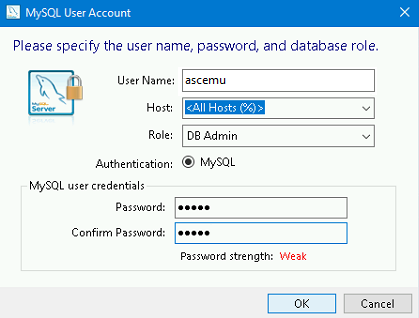 MySQL User Account
Please specify the user name, password, and database role.
User Name: ascemu
Host: <All Hosts (%)>
Role: DB Admin
Authentication: MySQL
MySQL
Server
MySQL user credentials
Password: •••••
Confirm Password: •••••
Password strength: Weak
OK Cancel